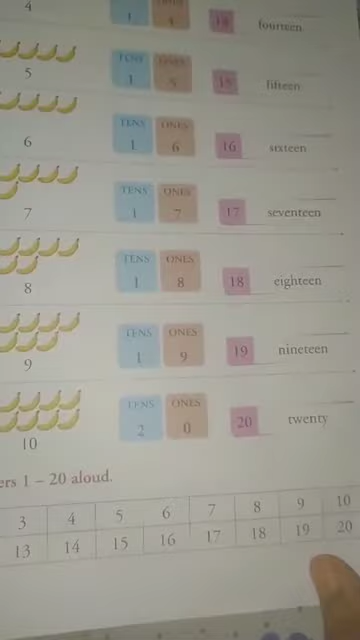 4
1 4 14 fourteen
TENS ONES
1 5 15 fifteen
5
TENS ONES
1 6 16 sixteen
6
TENS ONES
1 7 17 seventeen
7
TENS ONES
1 8 18 eighteen
8
TENS ONES
1 9 19 nineteen
9
TENS ONES
2 0 20 twenty
10
ers 1 – 20 aloud.
3 4 5 6 7 8 9 10
13 14 15 16 17 18 19 20